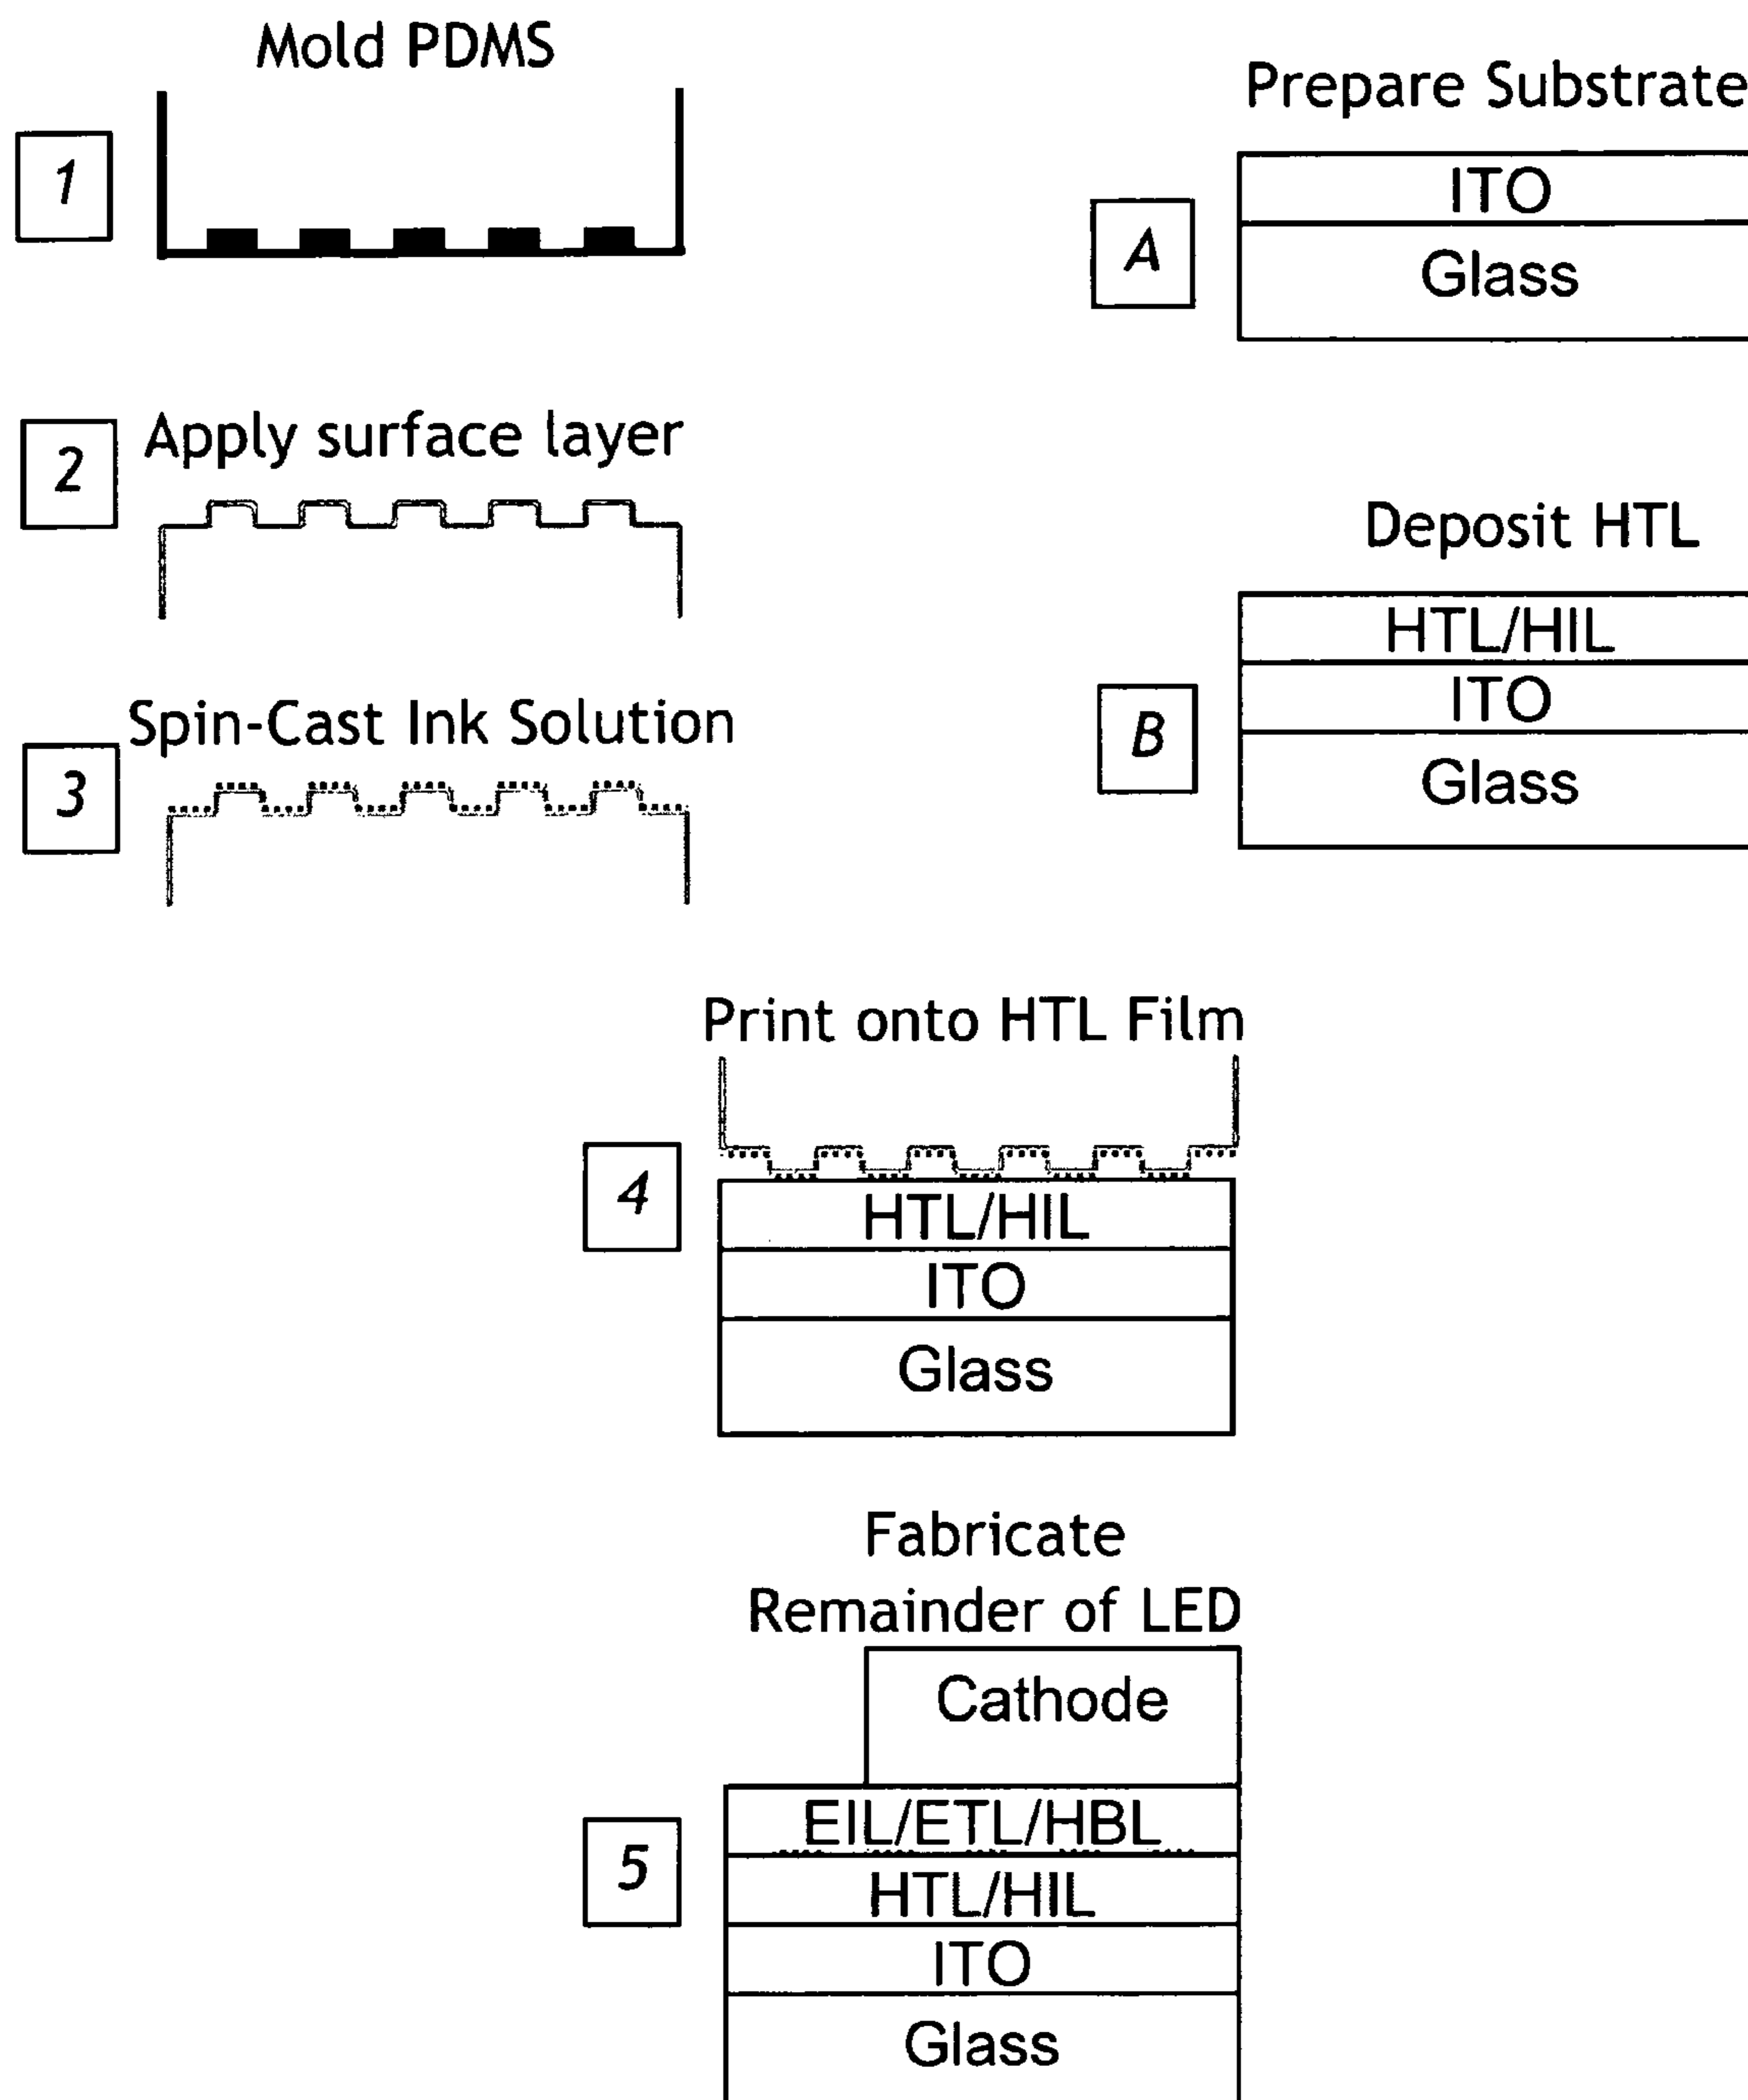 Mold PDMS
1
2
Apply surface layer
Spin-Cast Ink Solution
3
Prepare Substrate
A
ITO
Glass
Deposit HTL
B
HTL/HIL
ITO
Glass
Print onto HTL Film
4
HTL/HIL
ITO
Glass
Fabricate
Remainder of LED
Cathode
5
EIL/ETL/HBL
HTL/HIL
ITO
Glass